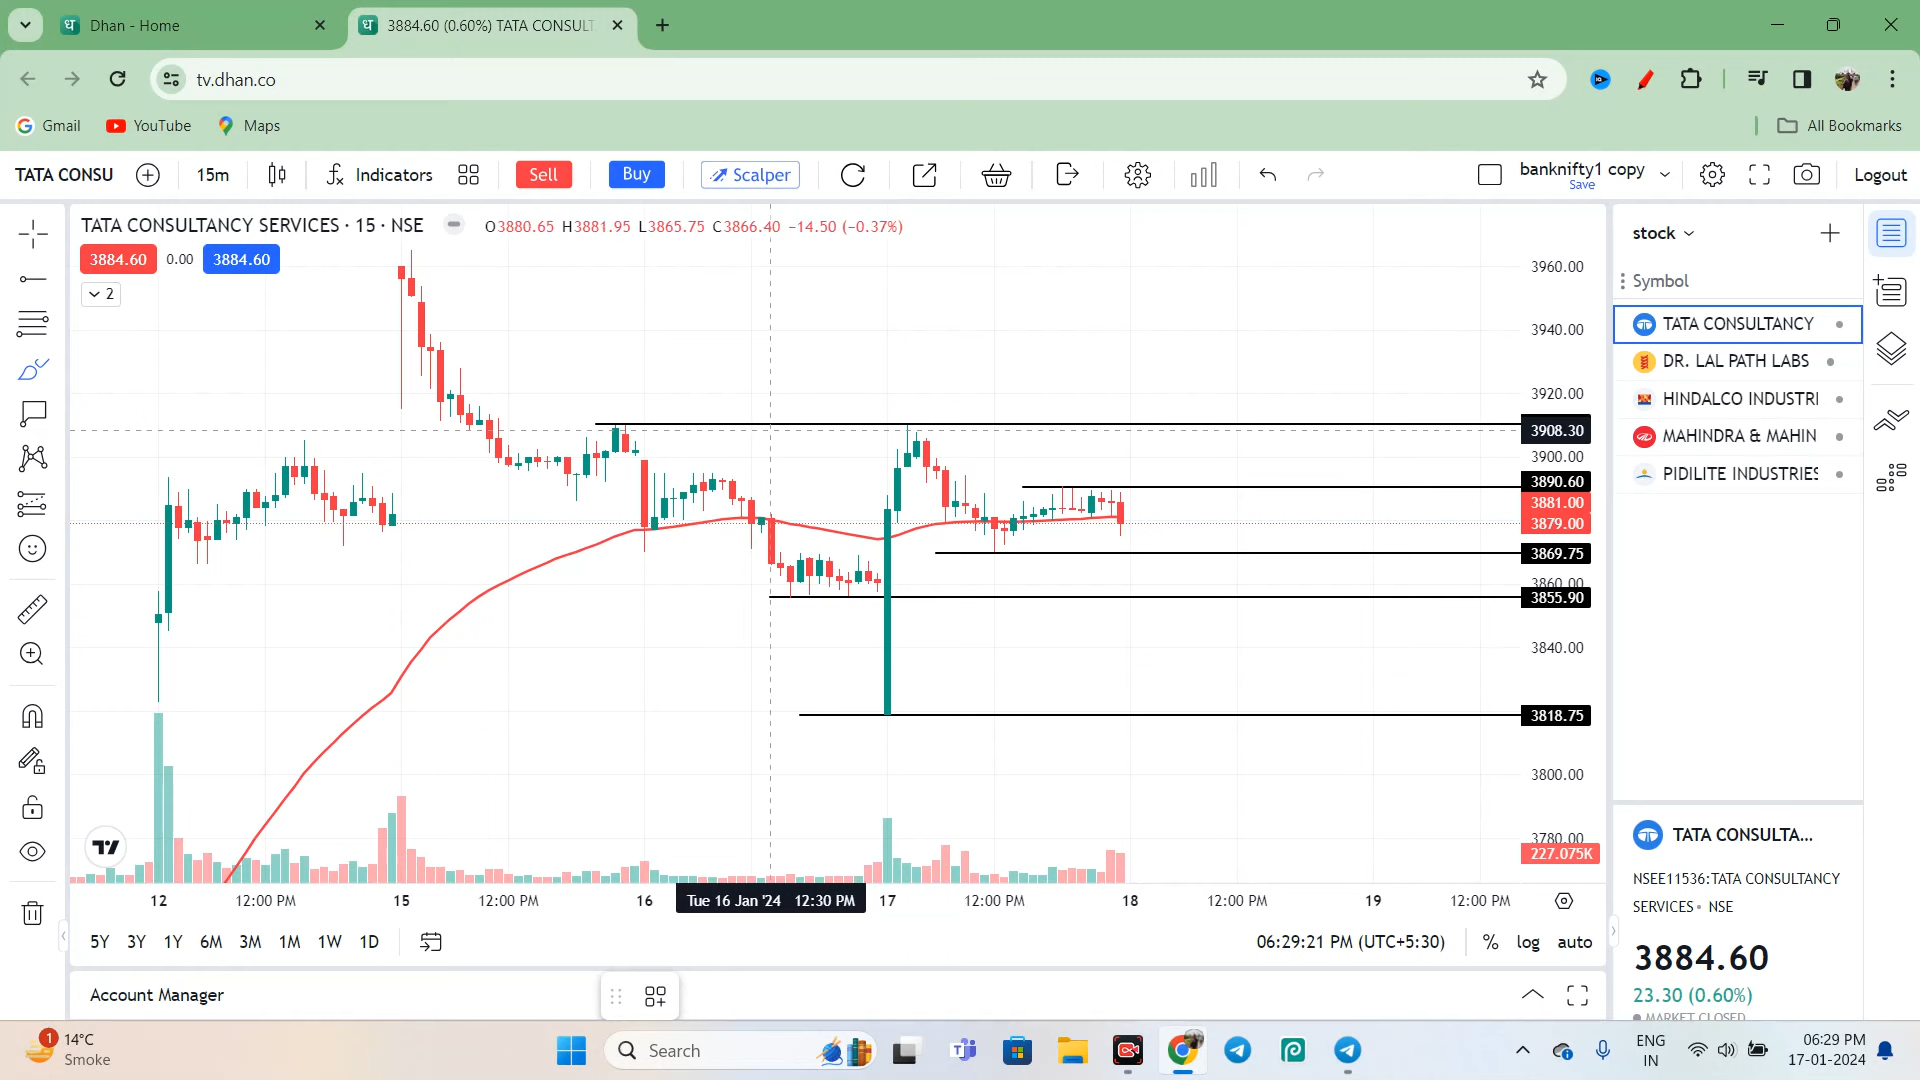 Dhan - Home
3884.60 (0.60%) TATA CONSULT
tv.dhan.co
Gmail
YouTube
Maps
All Bookmarks
TATA CONSU
15m
Indicators
Sell
Buy
Scalper
banknifty1 copy
Save
Logout
TATA CONSULTANCY SERVICES · 15 · NSE
O3880.65 H3881.95 L3865.75 C3866.40 −14.50 (−0.37%)
3884.60
0.00
3884.60
2
3960.00
3940.00
3920.00
3908.30
3900.00
3890.60
3881.00
3879.00
3869.75
3860.00
3855.90
3840.00
3818.75
3800.00
3780.00
227.075K
12
12:00 PM
15
12:00 PM
16
Tue 16 Jan '24 12:30 PM
17
12:00 PM
18
12:00 PM
19
12:00 PM
5Y 3Y 1Y 6M 3M 1M 1W 1D
06:29:21 PM (UTC+5:30)
% log auto
Account Manager
stock
Symbol
TATA CONSULTANCY
DR. LAL PATH LABS
HINDALCO INDUSTRI
MAHINDRA & MAHIN
PIDILITE INDUSTRIES
TATA CONSULTA...
NSEE11536:TATA CONSULTANCY
SERVICES • NSE
3884.60
23.30 (0.60%)
MARKET CLOSED
1
14°C
Smoke
Search
ENG
IN
06:29 PM
17-01-2024